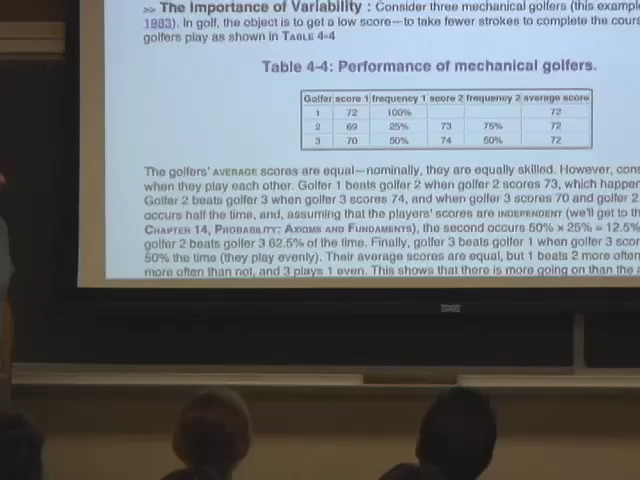 >> The Importance of Variability : Consider three mechanical golfers (this
1983). In golf, the object is to get a low score—to take fewer strokes to complete the
golfers play as shown in TABLE 4-4
Table 4-4: Performance of mechanical golfers.
Golfer score 1 frequency 1 score 2 frequency 2 average score
1 72 100% 72
2 69 25% 73 75% 72
3 70 50% 74 50% 72
The golfers' AVERAGE scores are equal—nominally, they are equally skilled. However,
when they play each other. Golfer 1 beats golfer 2 when golfer 2 scores 73, which
Golfer 2 beats golfer 3 when golfer 3 scores 74, and when golfer 3 scores 70 and golfer 2
occurs half the time, and, assuming that the players' scores are INDEPENDENT (we'll get to
CHAPTER 14, PROBABILITY: AXIOMS AND FUNDAMENTS), the second occurs 50% × 25% = 12.5%
golfer 2 beats golfer 3 62.5% of the time. Finally, golfer 3 beats golfer 1 when golfer 3
50% the time (they play evenly). Their average scores are equal, but 1 beats 2 more often
more often than not, and 3 plays 1 even. This shows that there is more going on than the